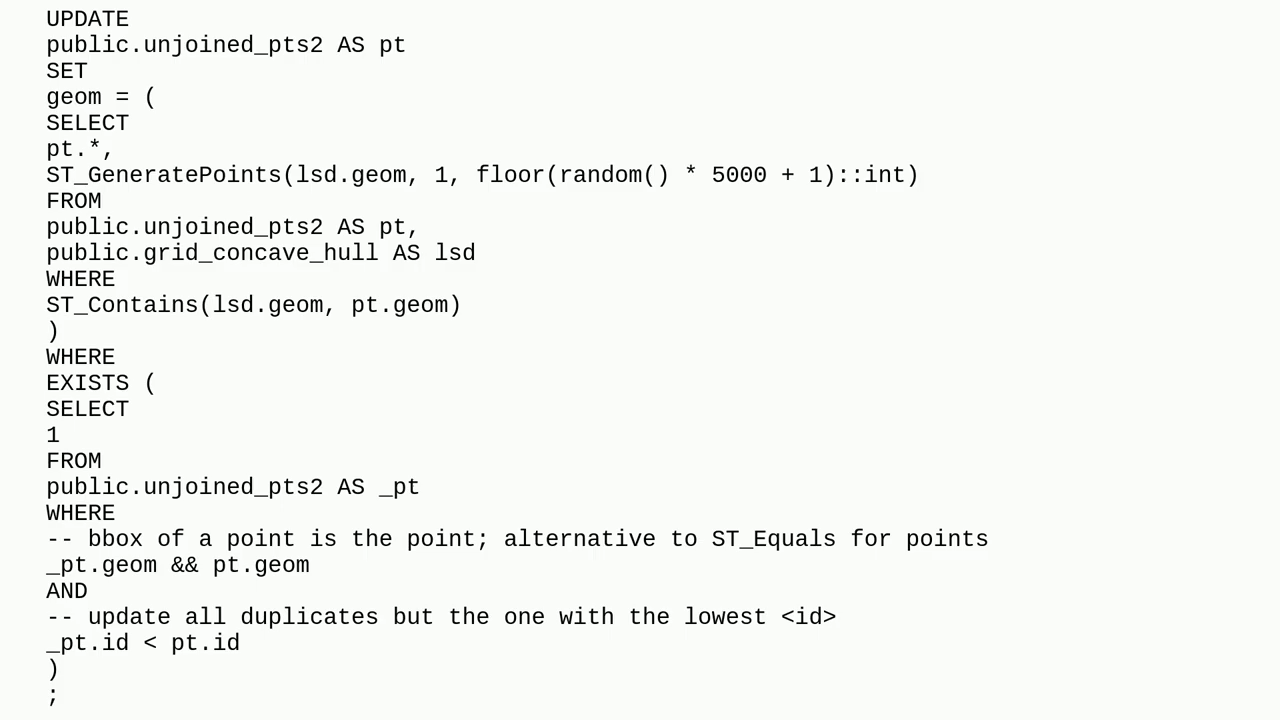 UPDATE
public.unjoined_pts2 AS pt
SET
geom = (
SELECT
pt.*,
ST_GeneratePoints(lsd.geom, 1, floor(random() * 5000 + 1)::int)
FROM
public.unjoined_pts2 AS pt,
public.grid_concave_hull AS lsd
WHERE
ST_Contains(lsd.geom, pt.geom)
)
WHERE
EXISTS (
SELECT
1
FROM
public.unjoined_pts2 AS _pt
WHERE
-- bbox of a point is the point; alternative to ST_Equals for points
_pt.geom && pt.geom
AND
-- update all duplicates but the one with the lowest <id>
_pt.id < pt.id
)
;